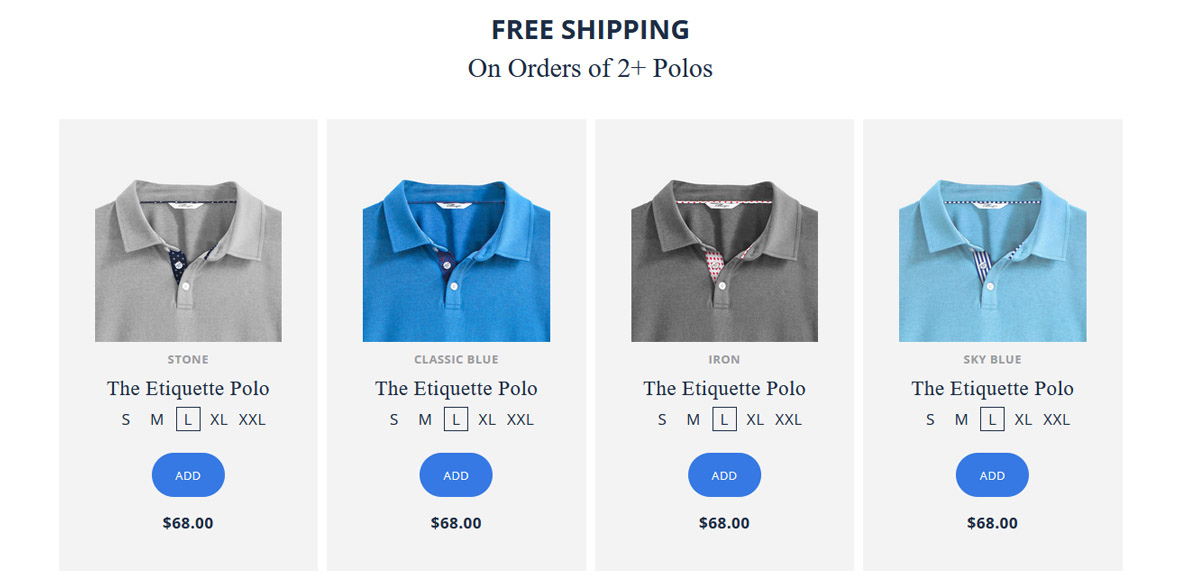 FREE SHIPPING
On Orders of 2+ Polos
STONE
The Etiquette Polo
S M L XL XXL
ADD
$68.00
CLASSIC BLUE
The Etiquette Polo
S M L XL XXL
ADD
$68.00
IRON
The Etiquette Polo
S M L XL XXL
ADD
$68.00
SKY BLUE
The Etiquette Polo
S M L XL XXL
ADD
$68.00